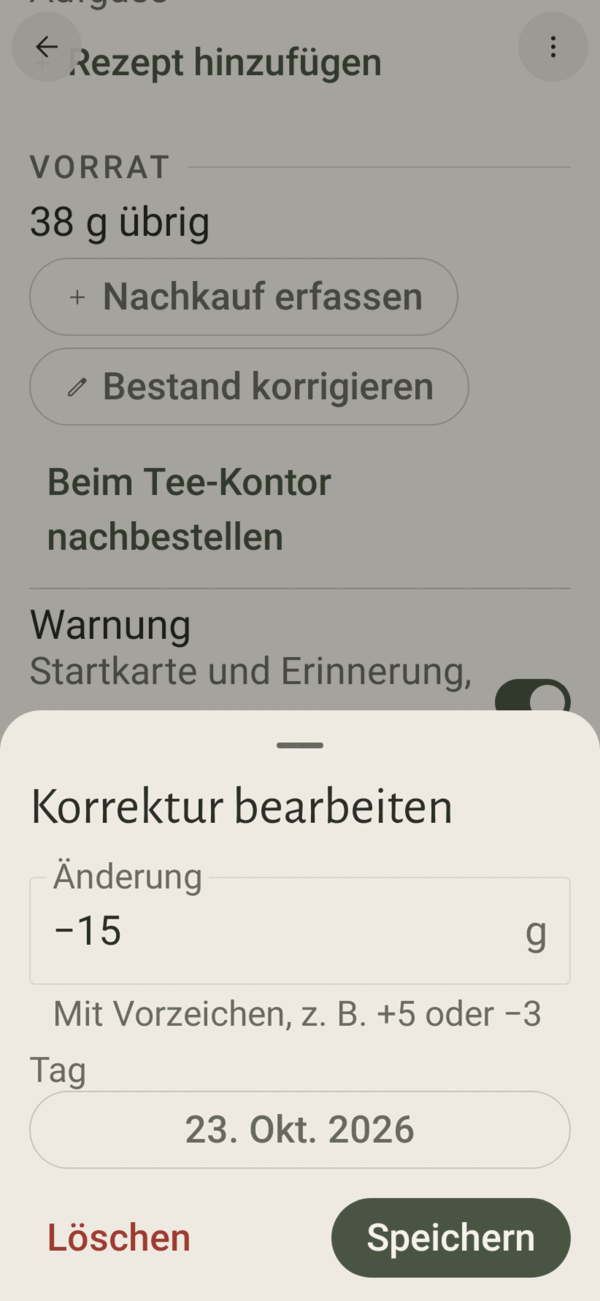 Rezept hinzufügen
VORRAT
38 g übrig
+ Nachkauf erfassen
Bestand korrigieren
Beim Tee-Kontor
nachbestellen
Warnung
Startkarte und Erinnerung,
Korrektur bearbeiten
Änderung
−15 g
Mit Vorzeichen, z. B. +5 oder −3
Tag
23. Okt. 2026
Löschen
Speichern